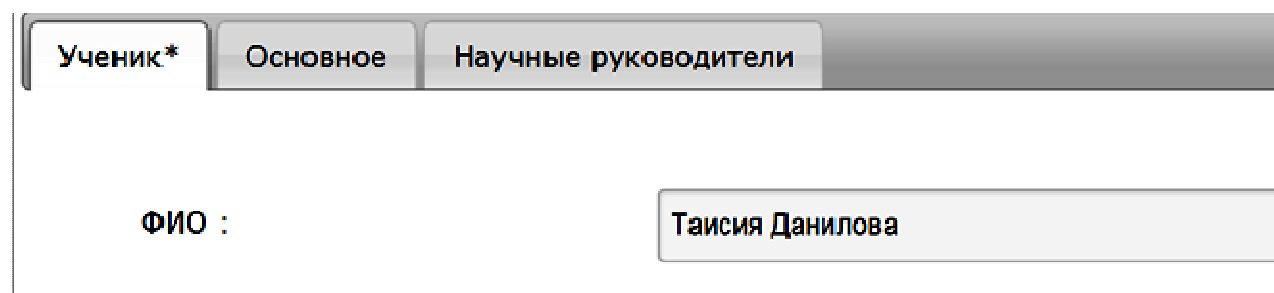 Ученик* Основное Научные руководители
ФИО : Таисия Данилова